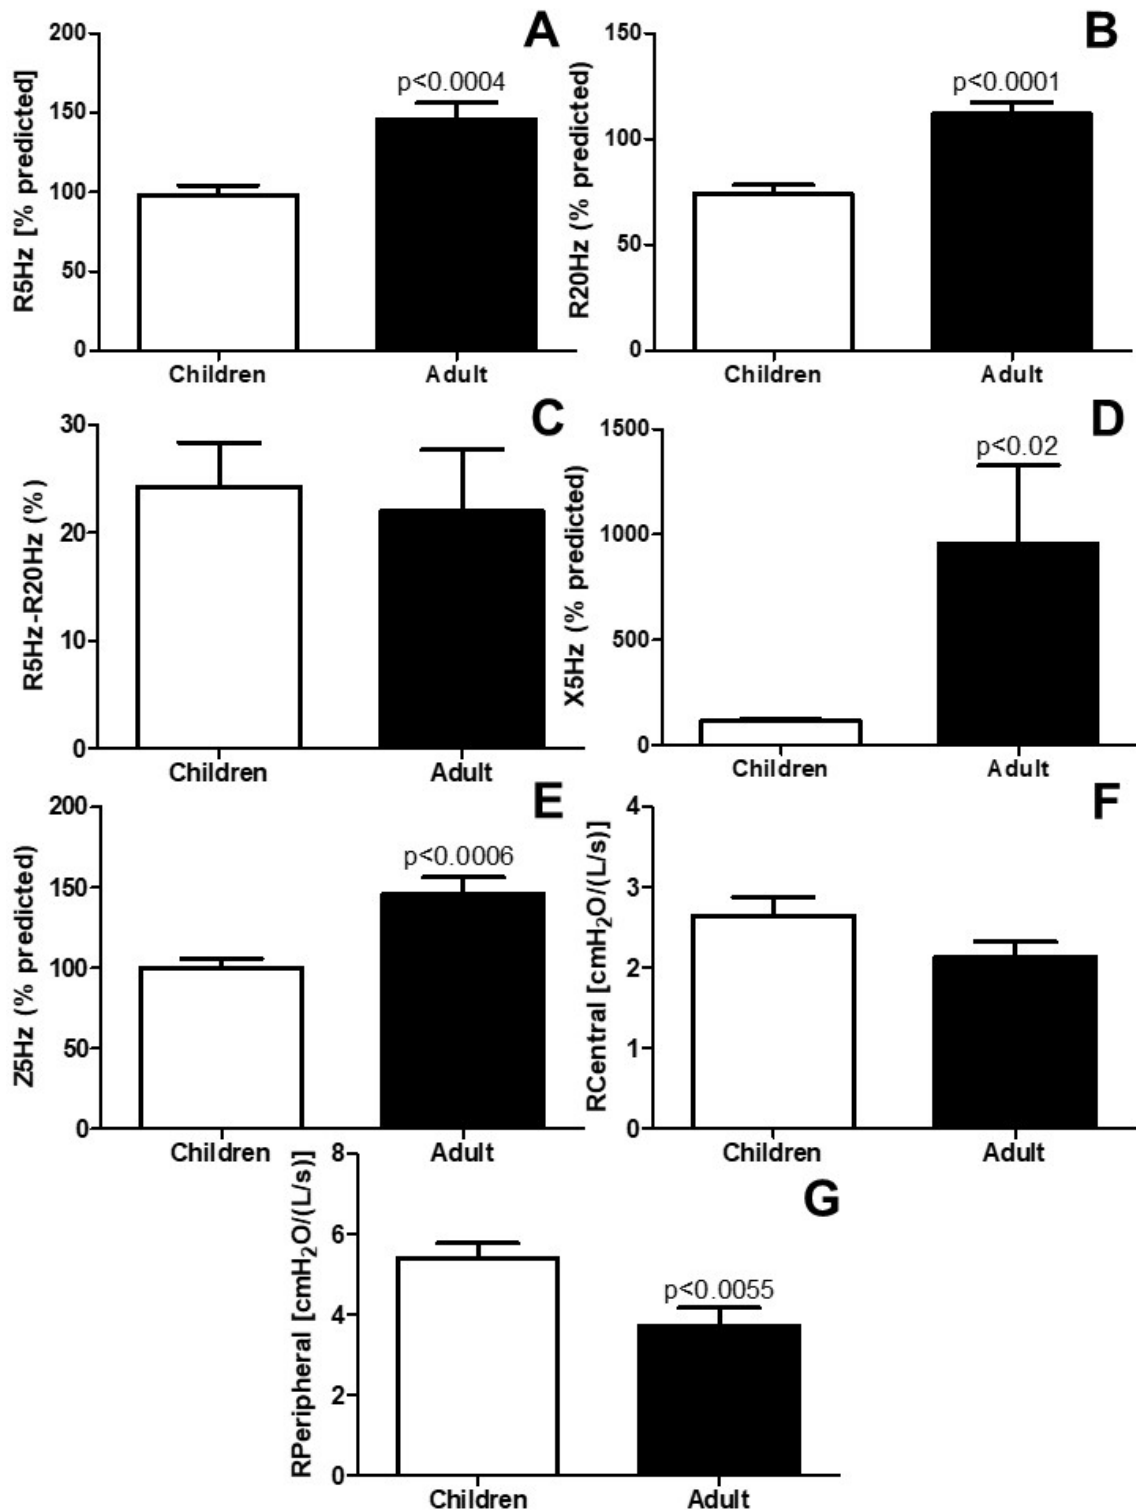 A
R5Hz [% predicted]
200
150
100
50
0
p<0.0004
Children
Adult
B
R20Hz (% predicted)
150
100
50
0
p<0.0001
Children
Adult
C
R5Hz-R20Hz (%)
30
20
10
0
Children
Adult
D
X5Hz (% predicted)
1500
1000
500
0
p<0.02
Children
Adult
E
Z5Hz (% predicted)
200
150
100
50
0
p<0.0006
Children
Adult
F
RCentral [cmH₂O/(L/s)]
4
3
2
1
0
Children
Adult
G
RPeripheral [cmH₂O/(L/s)]
8
6
4
2
0
p<0.0055
Children
Adult